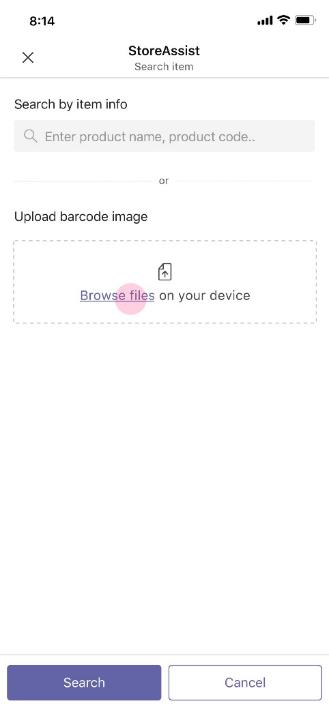 8:14
StoreAssist
Search item
Search by item info
Enter product name, product code..
or
Upload barcode image
Browse files on your device
Search
Cancel